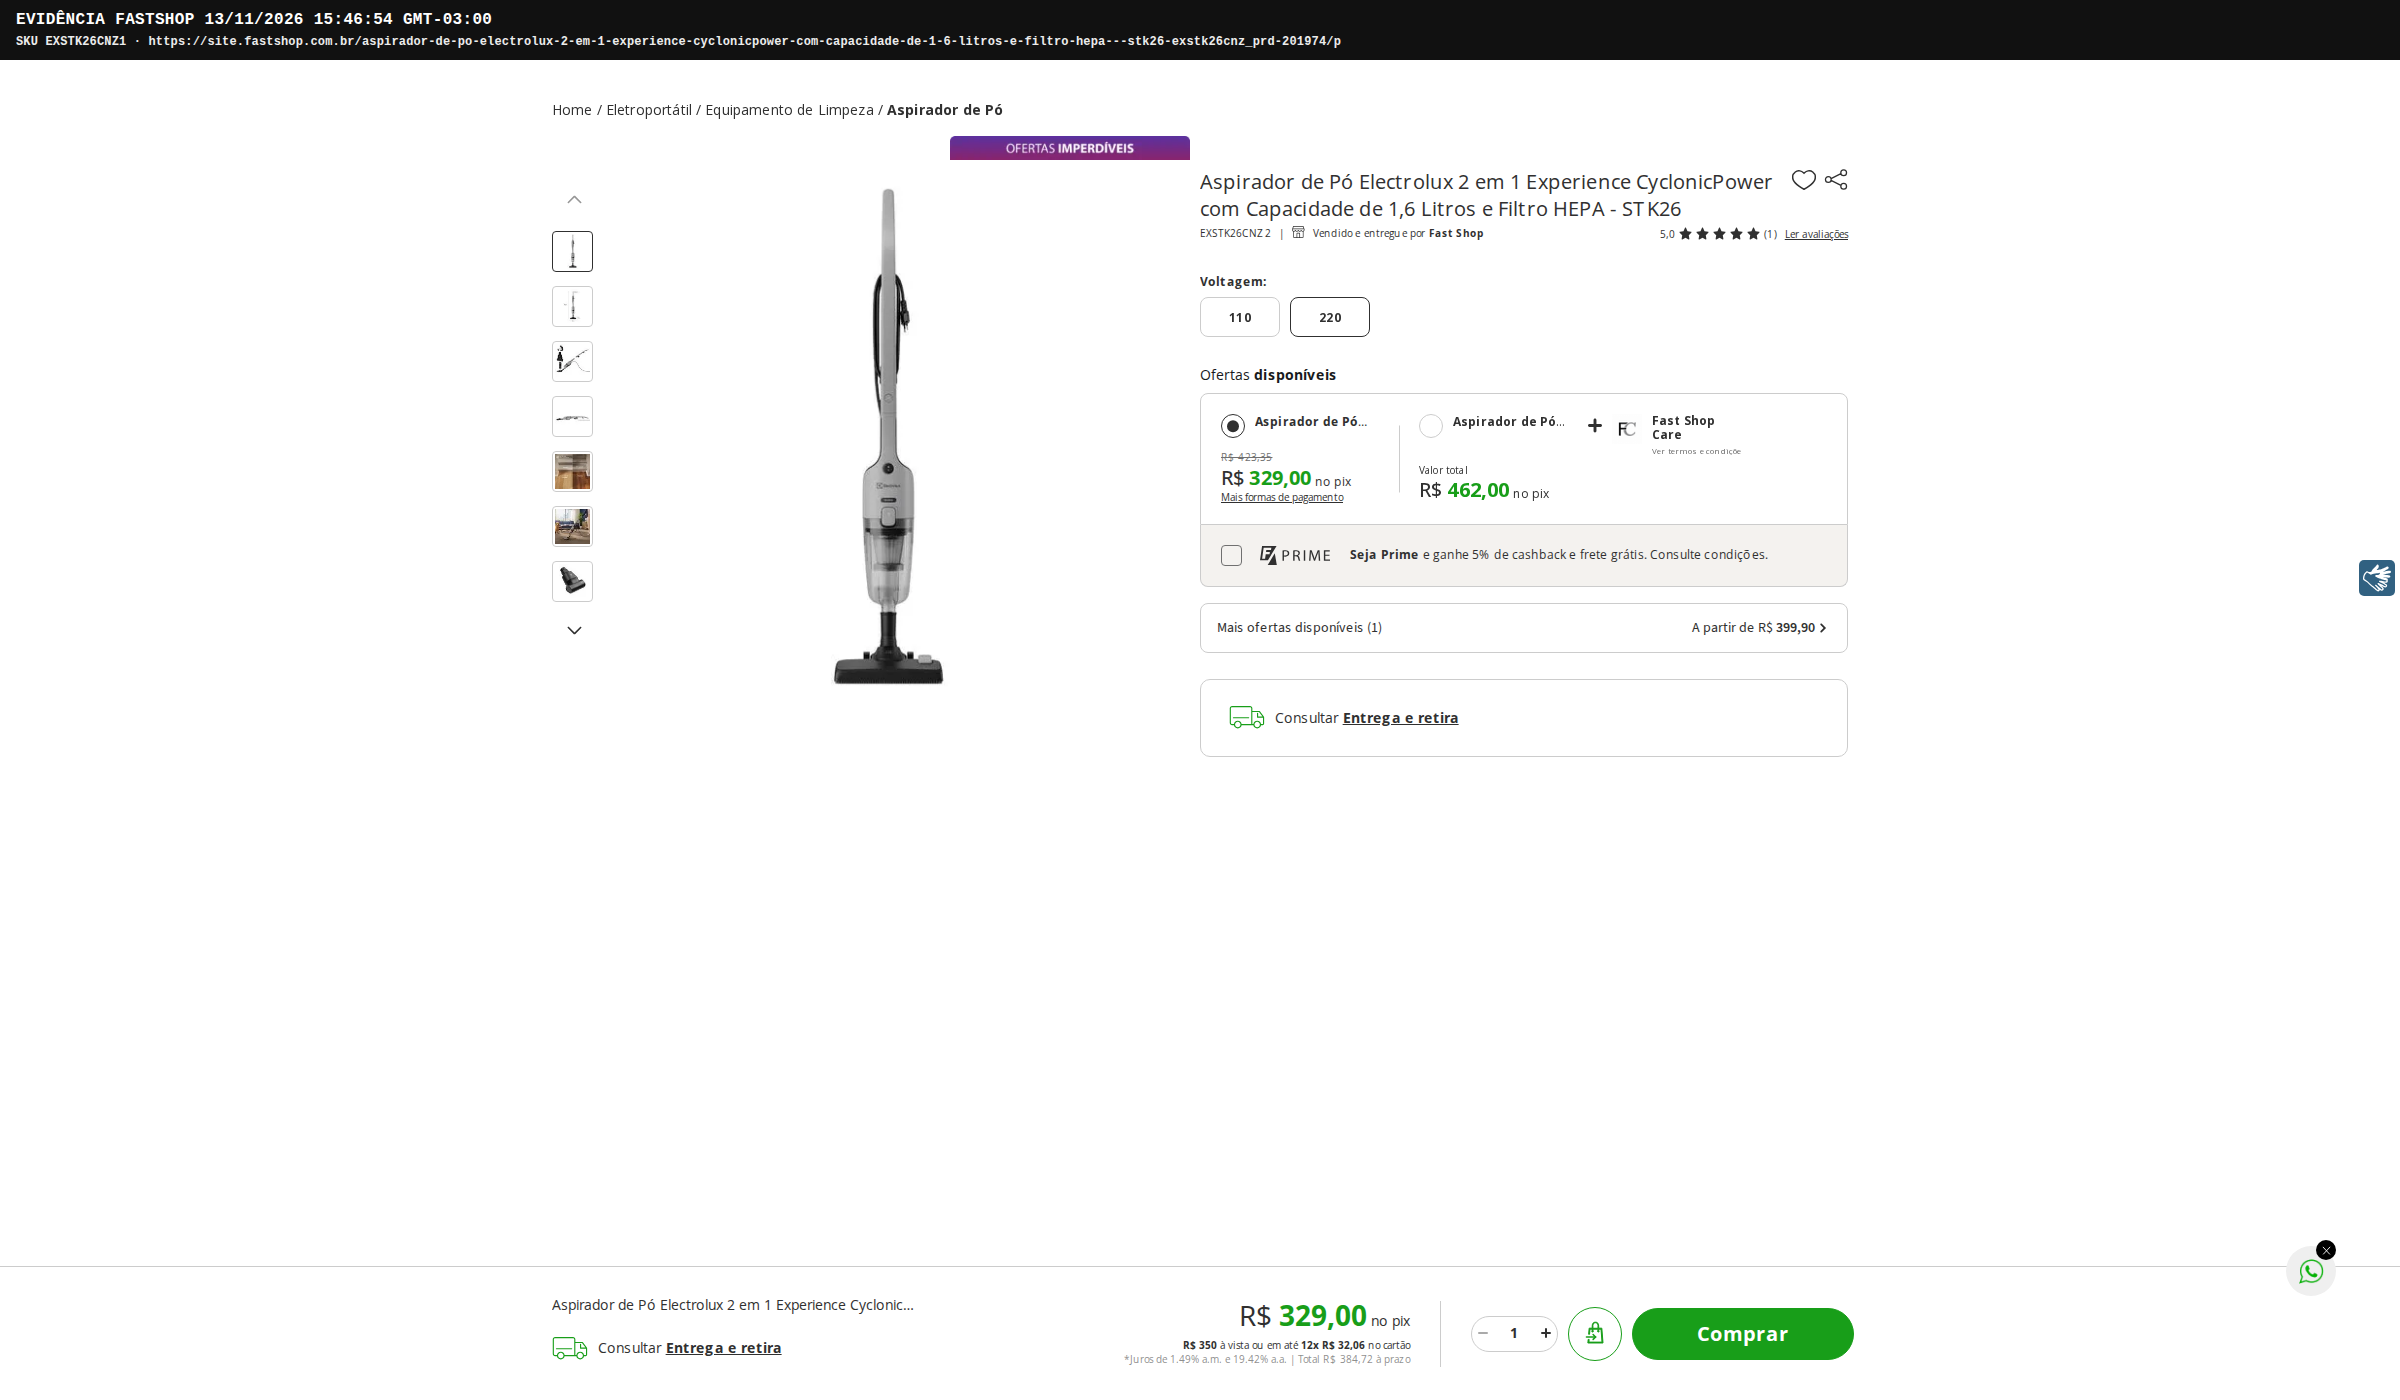 EVIDÊNCIA FASTSHOP 13/11/2026 15:46:54 GMT-03:00
SKU EXSTK26CNZ1 · https://site.fastshop.com.br/aspirador-de-po-electrolux-2-em-1-experience-cyclonicpower-com-capacidade-de-1-6-litros-e-filtro-hepa---stk26-exstk26cnz_prd-201974/p
Home / Eletroportátil / Equipamento de Limpeza / Aspirador de Pó
OFERTAS IMPERDÍVEIS
Aspirador de Pó Electrolux 2 em 1 Experience CyclonicPower
com Capacidade de 1,6 Litros e Filtro HEPA - STK26
EXSTK26CNZ2 | Vendido e entregue por Fast Shop
5,0 (1) Ler avaliações
Voltagem:
110 220
Ofertas disponíveis
Aspirador de Pó...
R$ 423,35
R$ 329,00 no pix
Mais formas de pagamento
Aspirador de Pó...
+ FC Fast Shop
Care
Ver termos e condiçõe
Valor total
R$ 462,00 no pix
PRIME Seja Prime e ganhe 5% de cashback e frete grátis. Consulte condições.
Mais ofertas disponíveis (1) A partir de R$ 399,90
Consultar Entrega e retira
Aspirador de Pó Electrolux 2 em 1 Experience Cyclonic...
Consultar Entrega e retira
R$ 329,00 no pix
R$ 350 à vista ou em até 12x R$ 32,06 no cartão
*Juros de 1.49% a.m. e 19.42% a.a. | Total R$ 384,72 à prazo
1
Comprar